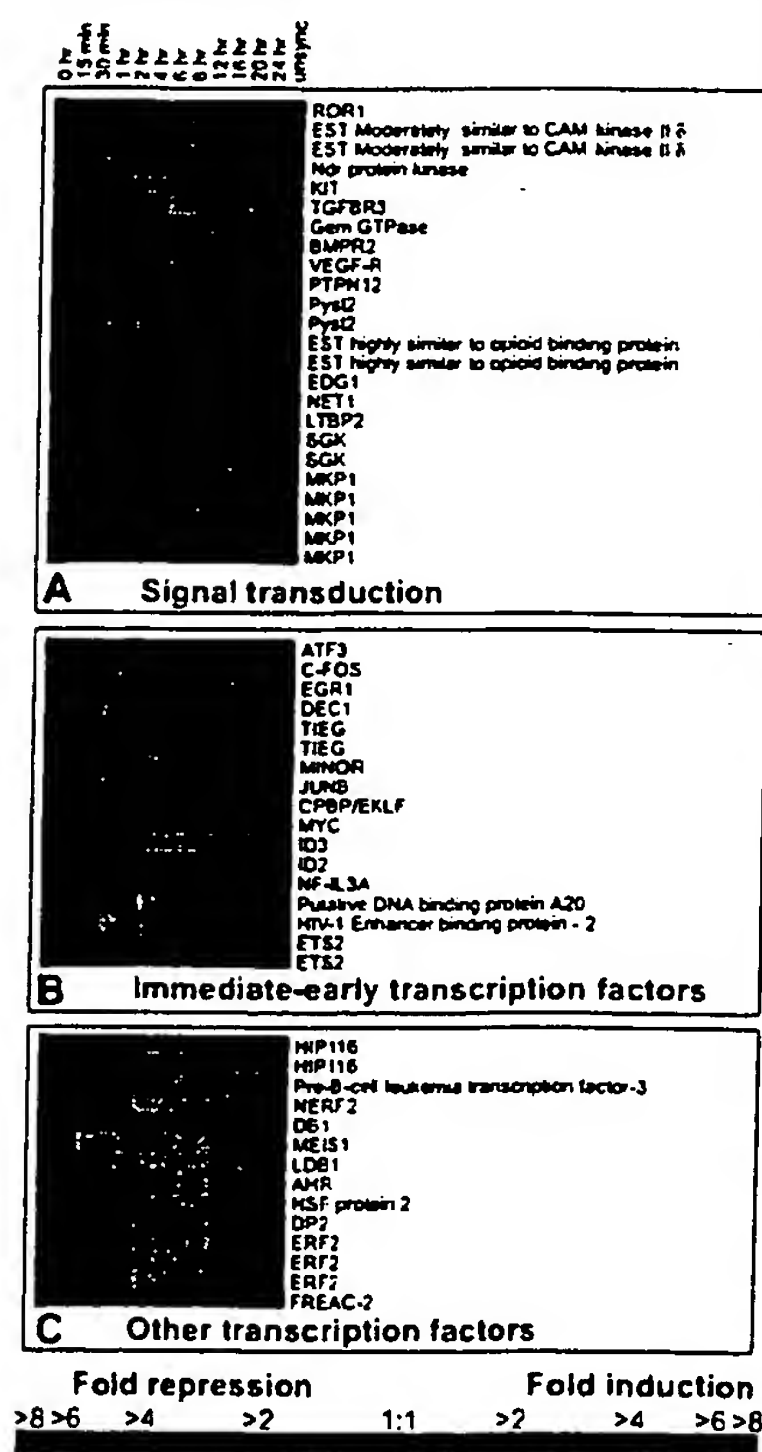 0 hr
15 min
30 min
1 hr
2 hr
4 hr
6 hr
8 hr
12 hr
16 hr
20 hr
24 hr
unsync
ROR1
EST Moderately similar to CAM kinase II δ
EST Moderately similar to CAM kinase II δ
Ndr protein kinase
KIT
TGFBR3
Gem GTPase
BMPR2
VEGF-R
PTPN12
Pyst2
Pyst2
EST highly similar to opioid binding protein
EST highly similar to opioid binding protein
EDG1
NET1
LTBP2
SGK
SGK
MKP1
MKP1
MKP1
MKP1
MKP1
A Signal transduction
ATF3
C-FOS
EGR1
DEC1
TIEG
TIEG
MINOR
JUNB
CPBP/EKLF
MYC
ID3
ID2
NF-IL3A
Putative DNA binding protein A20
HIV-1 Enhancer binding protein - 2
ETS2
ETS2
B Immediate-early transcription factors
HIP116
HIP116
Pre-B-cell leukemia transcription factor-3
NERF2
DB1
MEIS1
LDB1
AHR
HSF protein 2
DP2
ERF2
ERF2
ERF2
FREAC-2
C Other transcription factors
Fold repression Fold induction
>8 >6 >4 >2 1:1 >2 >4 >6 >8